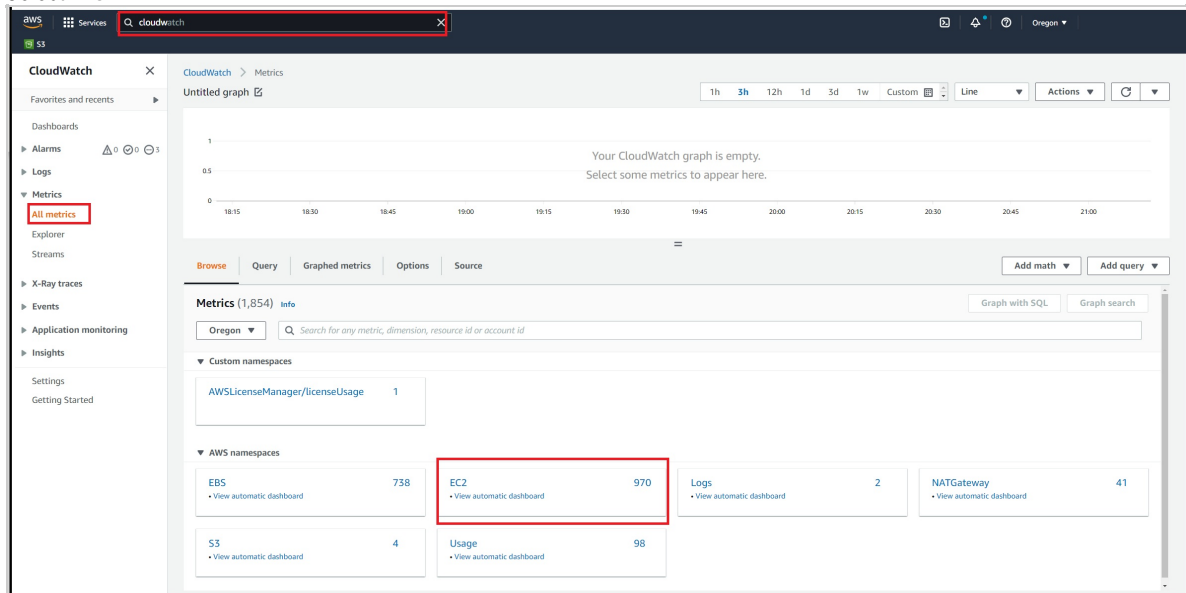 aws Services cloudwatch Oregon
S3
CloudWatch
Favorites and recents
Dashboards
Alarms 0 0 3
Logs
Metrics
All metrics
Explorer
Streams
X-Ray traces
Events
Application monitoring
Insights
Settings
Getting Started
CloudWatch > Metrics
Untitled graph 1h 3h 12h 1d 3d 1w Custom Line Actions
1
0.5
0
Your CloudWatch graph is empty.
Select some metrics to appear here.
18:15 18:30 18:45 19:00 19:15 19:30 19:45 20:00 20:15 20:30 20:45 21:00
Browse Query Graphed metrics Options Source Add math Add query
Metrics (1,854) Info Graph with SQL Graph search
Oregon Search for any metric, dimension, resource id or account id
Custom namespaces
AWSLicenseManager/licenseUsage 1
AWS namespaces
EBS 738 EC2 970 Logs 2 NATGateway 41
• View automatic dashboard • View automatic dashboard • View automatic dashboard • View automatic dashboard
S3 4 Usage 98
• View automatic dashboard • View automatic dashboard